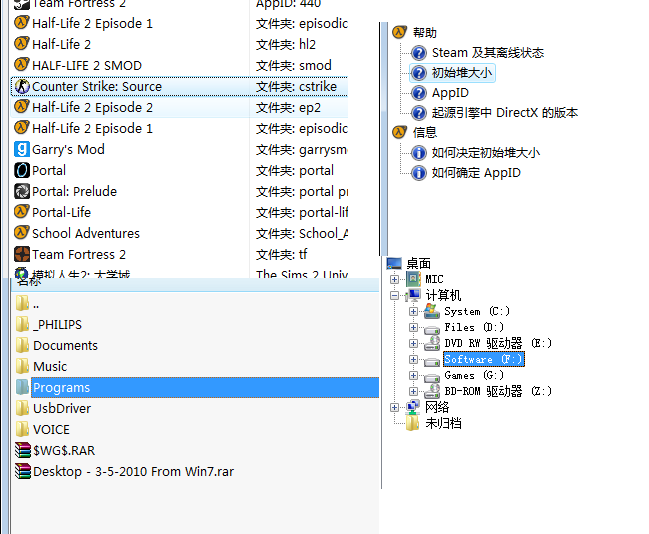 Team Fortress 2 AppID: 440
Half-Life 2 Episode 1 文件夹: episodic
Half-Life 2 文件夹: hl2
HALF-LIFE 2 SMOD 文件夹: smod
Counter Strike: Source 文件夹: cstrike
Half-Life 2 Episode 2 文件夹: ep2
Half-Life 2 Episode 1 文件夹: episodic
Garry's Mod 文件夹: garrysm
Portal 文件夹: portal
Portal: Prelude 文件夹: portal pr
Portal-Life 文件夹: portal-lif
School Adventures 文件夹: School_A
Team Fortress 2 文件夹: tf
模拟人生2: 大学城 The Sims 2 Univ
名称
..
_PHILIPS
Documents
Music
Programs
UsbDriver
VOICE
$WG$.RAR
Desktop - 3-5-2010 From Win7.rar
帮助
Steam 及其离线状态
初始堆大小
AppID
起源引擎中 DirectX 的版本
信息
如何决定初始堆大小
如何确定 AppID
桌面
MIC
计算机
System (C:)
Files (D:)
DVD RW 驱动器 (E:)
Software (F:)
Games (G:)
BD-ROM 驱动器 (Z:)
网络
未归档